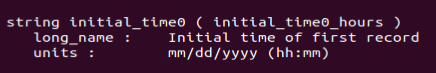 string initial_time0 ( initial_time0_hours )
long_name :    Initial time of first record
units :        mm/dd/yyyy (hh:mm)